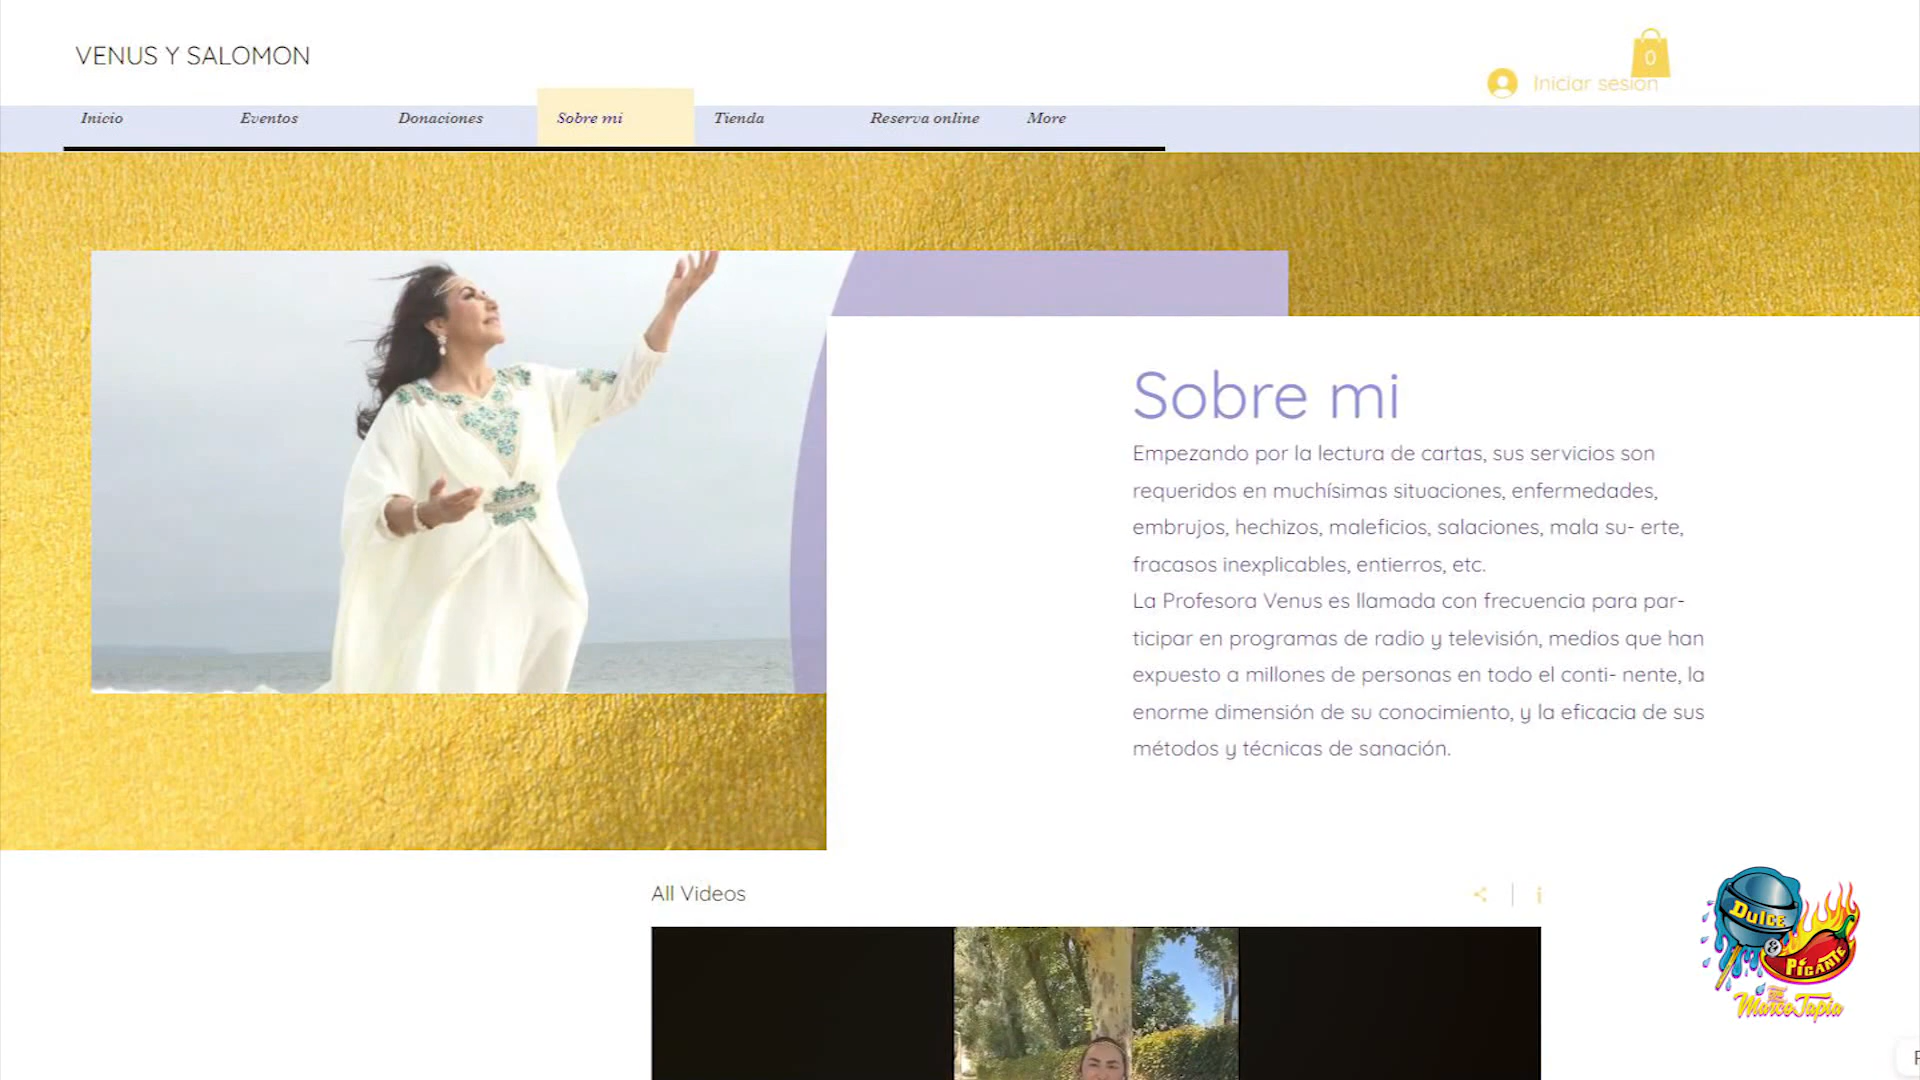 VENUS Y SALOMON
0
Iniciar sesión
Inicio
Eventos
Donaciones
Sobre mi
Tienda
Reserva online
More
Sobre mi
Empezando por la lectura de cartas, sus servicios son
requeridos en muchísimas situaciones, enfermedades,
embrujos, hechizos, maleficios, salaciones, mala su- erte,
fracasos inexplicables, entierros, etc.
La Profesora Venus es llamada con frecuencia para par-
ticipar en programas de radio y televisión, medios que han
expuesto a millones de personas en todo el conti- nente, la
enorme dimensión de su conocimiento, y la eficacia de sus
métodos y técnicas de sanación.
All Videos
Dulce
&
PiGANTE
Marco Tapia